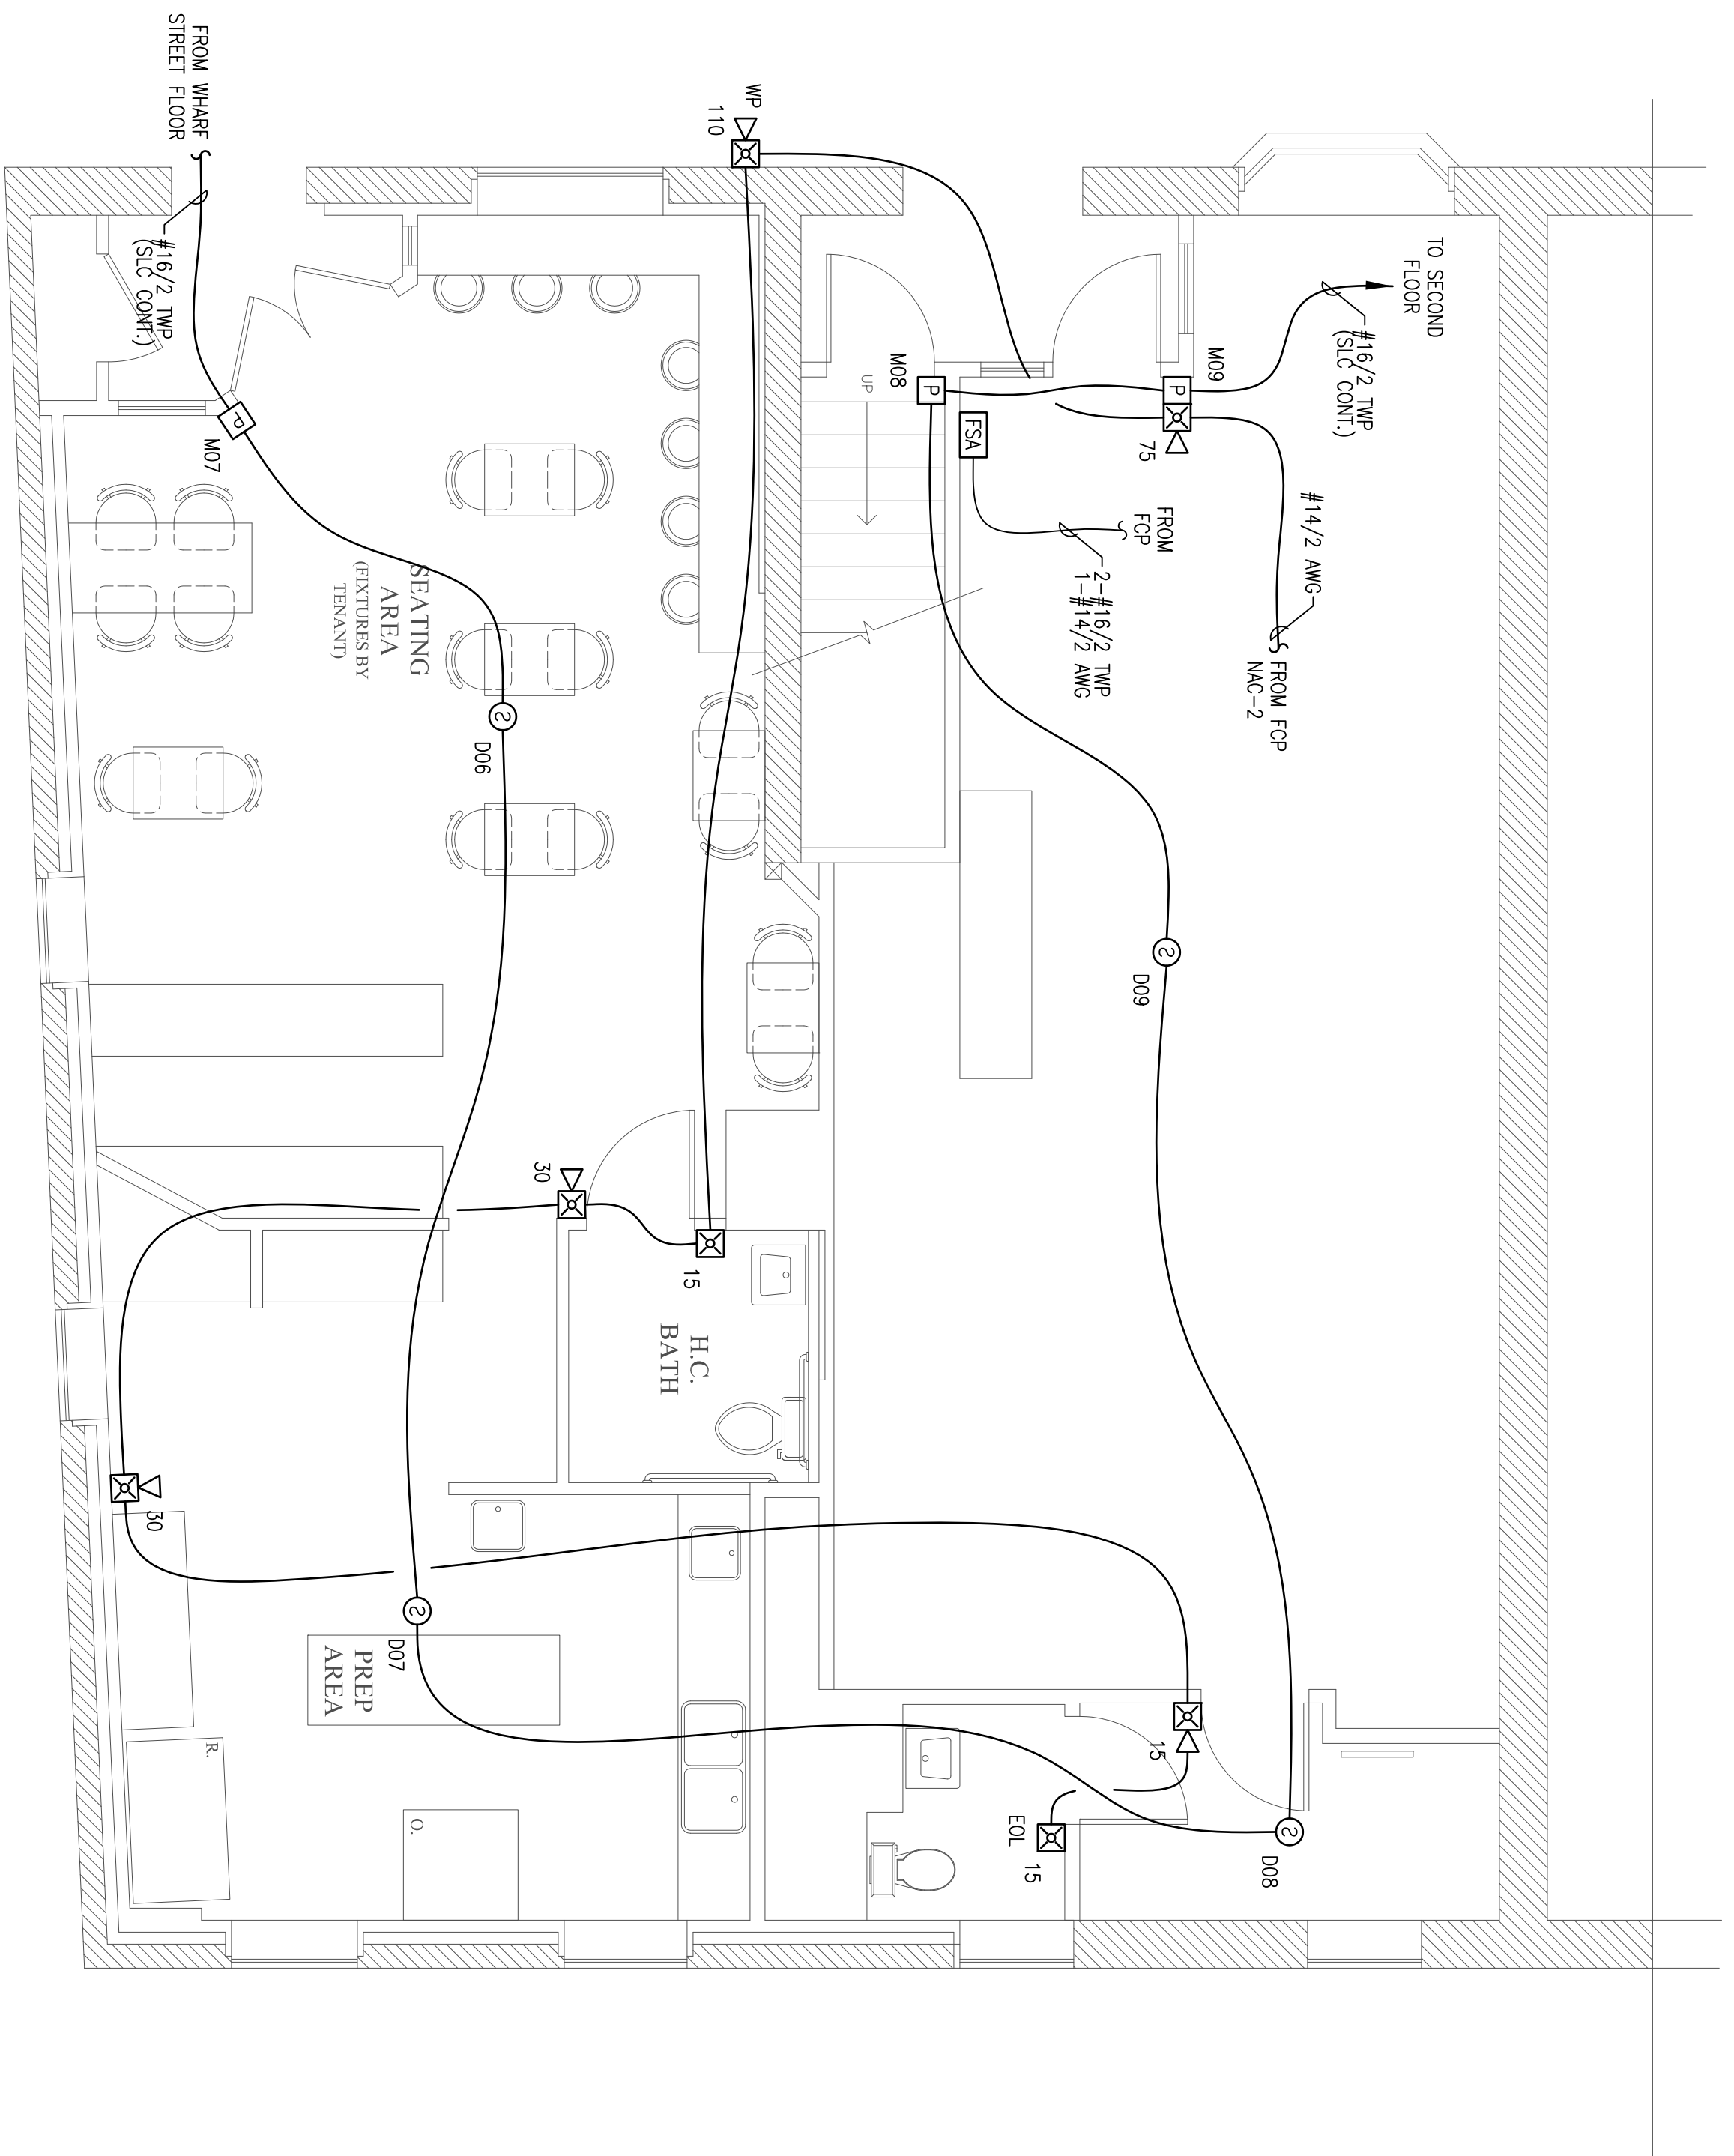 FROM WHARF
STREET FLOOR
#16/2 TWP
(SLC CONT.)
WP
110
TO SECOND
FLOOR
#16/2 TWP
(SLC CONT.)
M09
75
M08
UP
FSA
FROM
FCP
2-#16/2 TWP
1-#14/2 AWG
#14/2 AWG
FROM FCP
NAC-2
P
P
P
M07
SEATING
AREA
(FIXTURES BY
TENANT)
S
D06
S
D09
30
15
H.C.
BATH
30
S
D07
PREP
AREA
R.
O.
15
EOL
15
S
D08